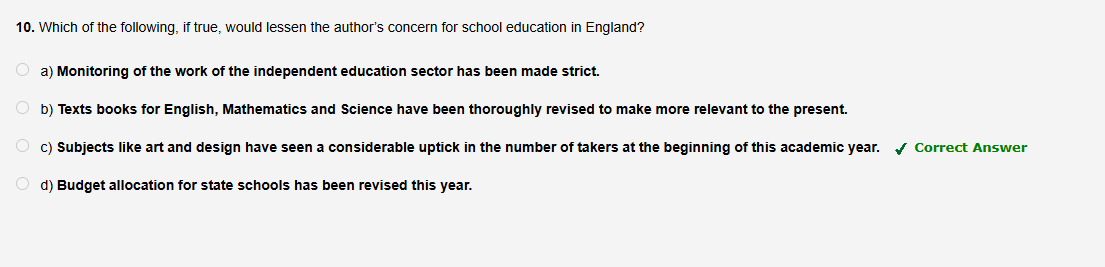 10. Which of the following, if true, would lessen the author's concern for school education in England?
a) Monitoring of the work of the independent education sector has been made strict.
b) Texts books for English, Mathematics and Science have been thoroughly revised to make more relevant to the present.
c) Subjects like art and design have seen a considerable uptick in the number of takers at the beginning of this academic year. ✓ Correct Answer
d) Budget allocation for state schools has been revised this year.